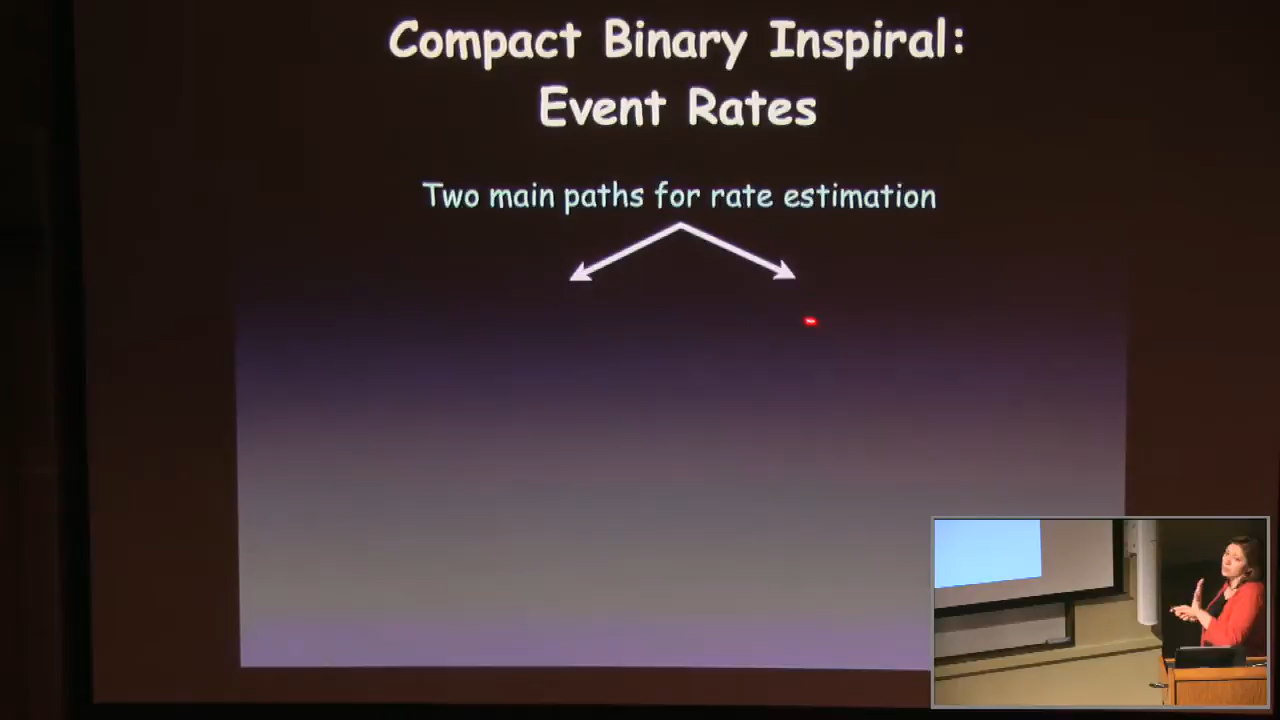 Compact Binary Inspiral:
Event Rates
Two main paths for rate estimation